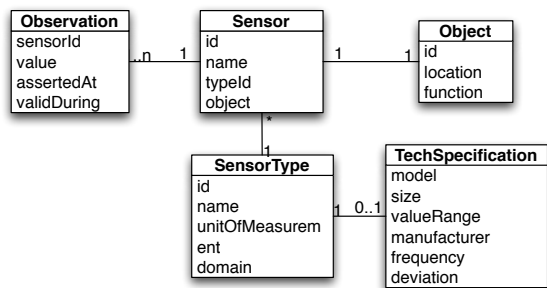 Observation
sensorId
value
assertedAt
validDuring
1..n
1
Sensor
id
name
typeId
object
1
1
Object
id
location
function
*
1
SensorType
id
name
unitOfMeasurem
ent
domain
1
0..1
TechSpecification
model
size
valueRange
manufacturer
frequency
deviation